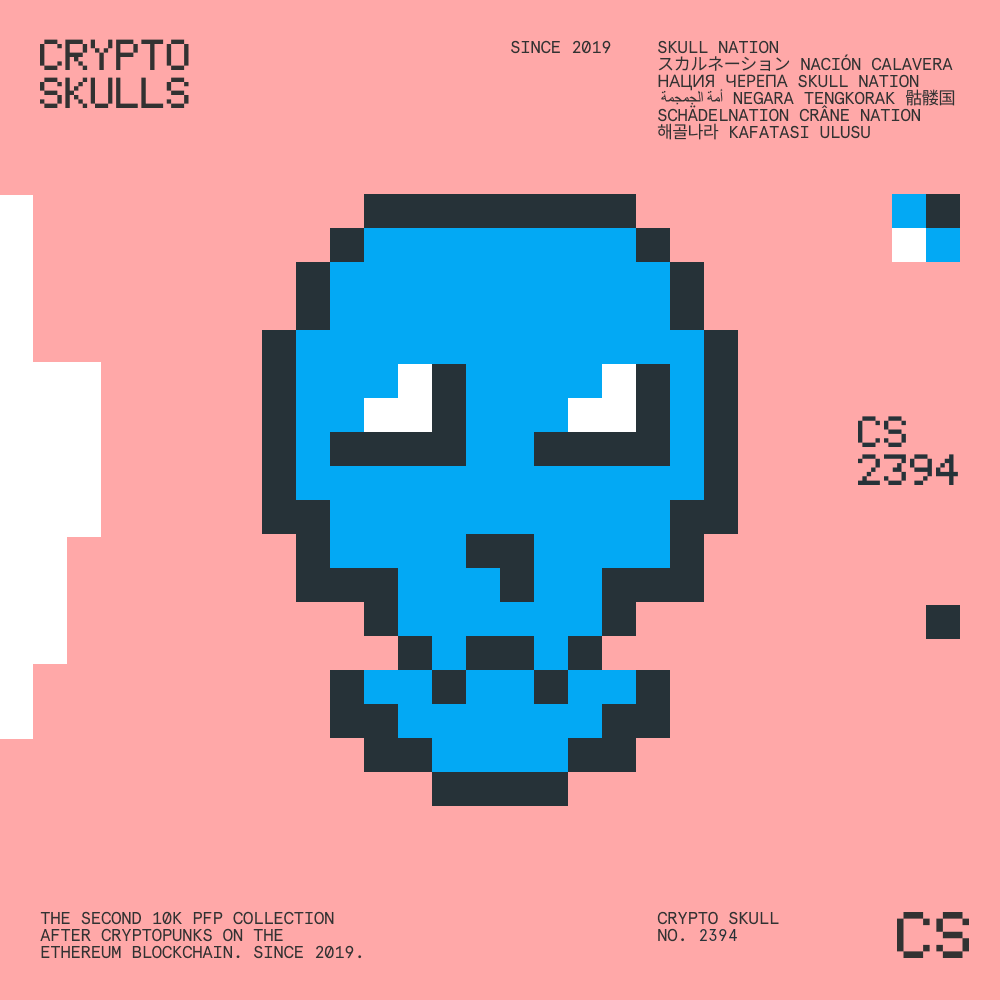 CRYPTO
SKULLS
SINCE 2019
SKULL NATION
スカルネーション NACIÓN CALAVERA
НАЦИЯ ЧЕРЕПА SKULL NATION
أمة الجمجمة NEGARA TENGKORAK 骷髅国
SCHÄDELNATION CRÂNE NATION
해골나라 KAFATASI ULUSU
CS
2394
THE SECOND 10K PFP COLLECTION
AFTER CRYPTOPUNKS ON THE
ETHEREUM BLOCKCHAIN. SINCE 2019.
CRYPTO SKULL
NO. 2394
CS